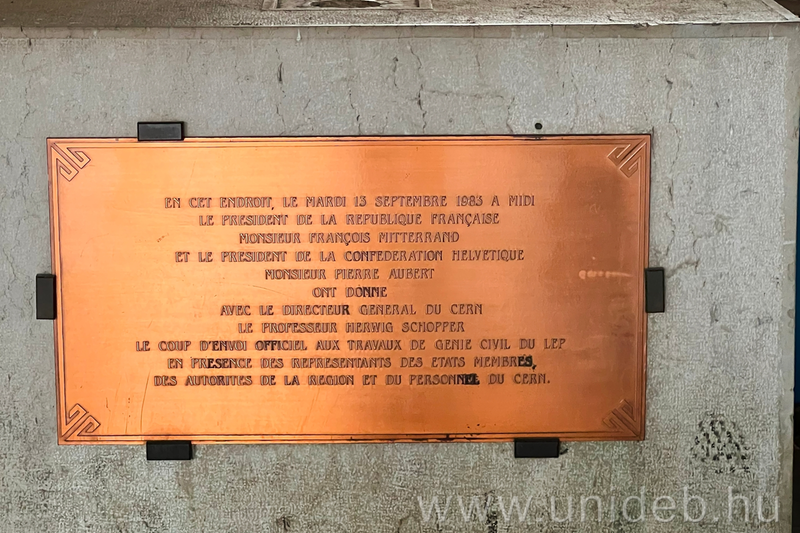 EN CET ENDROIT, LE MARDI 13 SEPTEMBRE 1983 A MIDI
LE PRESIDENT DE LA REPUBLIQUE FRANÇAISE
MONSIEUR FRANÇOIS MITTERRAND
ET LE PRESIDENT DE LA CONFEDERATION HELVETIQUE
MONSIEUR PIERRE AUBERT
ONT DONNE
AVEC LE DIRECTEUR GENERAL DU CERN
LE PROFESSEUR HERWIG SCHOPPER
LE COUP D'ENVOI OFFICIEL AUX TRAVAUX DE GENIE CIVIL DU LEP
EN PRESENCE DES REPRESENTANTS DES ETATS MEMBRES,
DES AUTORITES DE LA REGION ET DU PERSONNEL DU CERN.
www.unideb.hu